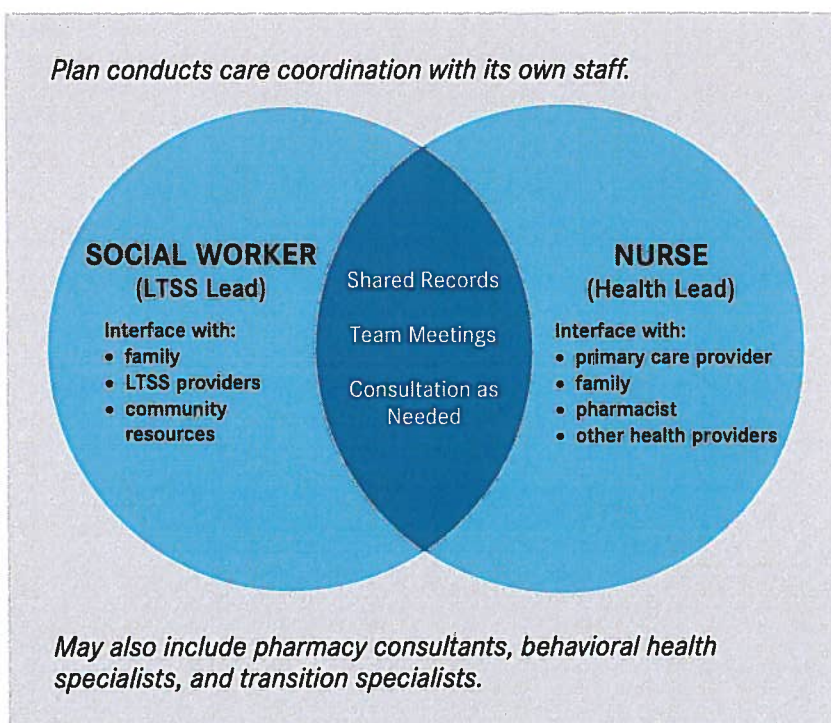 Plan conducts care coordination with its own staff.
SOCIAL WORKER
(LTSS Lead)
Interface with:
• family
• LTSS providers
• community
resources
Shared Records
Team Meetings
Consultation as
Needed
NURSE
(Health Lead)
Interface with:
• primary care provider
• family
• pharmacist
• other health providers
May also include pharmacy consultants, behavioral health
specialists, and transition specialists.